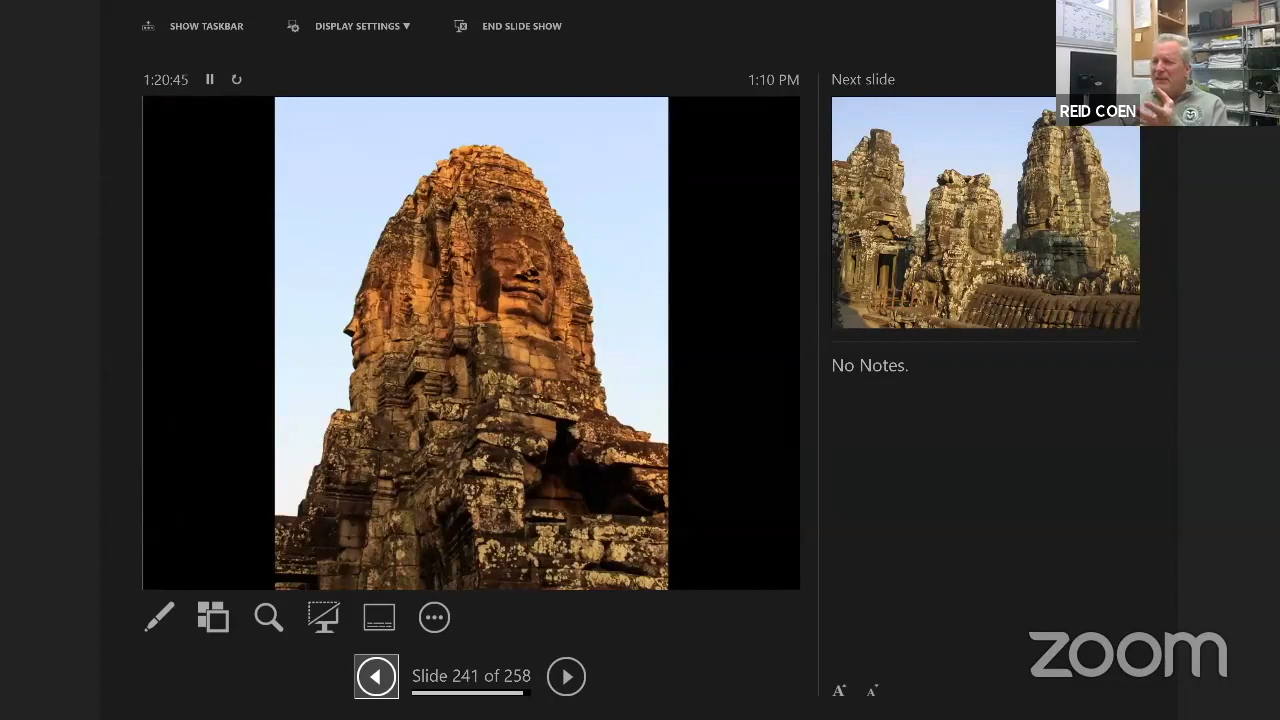 SHOW TASKBAR
DISPLAY SETTINGS ▼
END SLIDE SHOW
1:20:45
1:10 PM
Next slide
REID COEN
No Notes.
Slide 241 of 258
A A
zoom